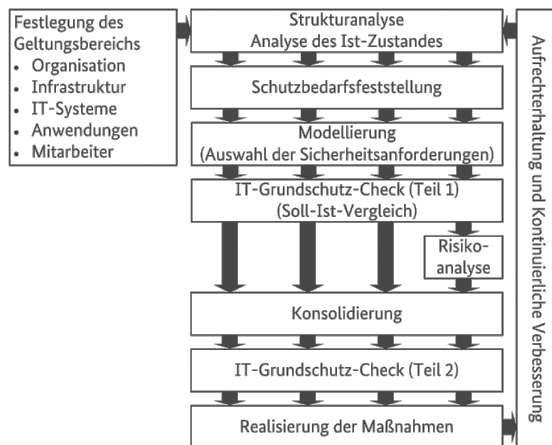 Festlegung des
Geltungsbereichs
• Organisation
• Infrastruktur
• IT-Systeme
• Anwendungen
• Mitarbeiter
Strukturanalyse
Analyse des Ist-Zustandes
Schutzbedarfsfeststellung
Modellierung
(Auswahl der Sicherheitsanforderungen)
IT-Grundschutz-Check (Teil 1)
(Soll-Ist-Vergleich)
Risiko-
analyse
Konsolidierung
IT-Grundschutz-Check (Teil 2)
Realisierung der Maßnahmen
Aufrechterhaltung und Kontinuierliche Verbesserung